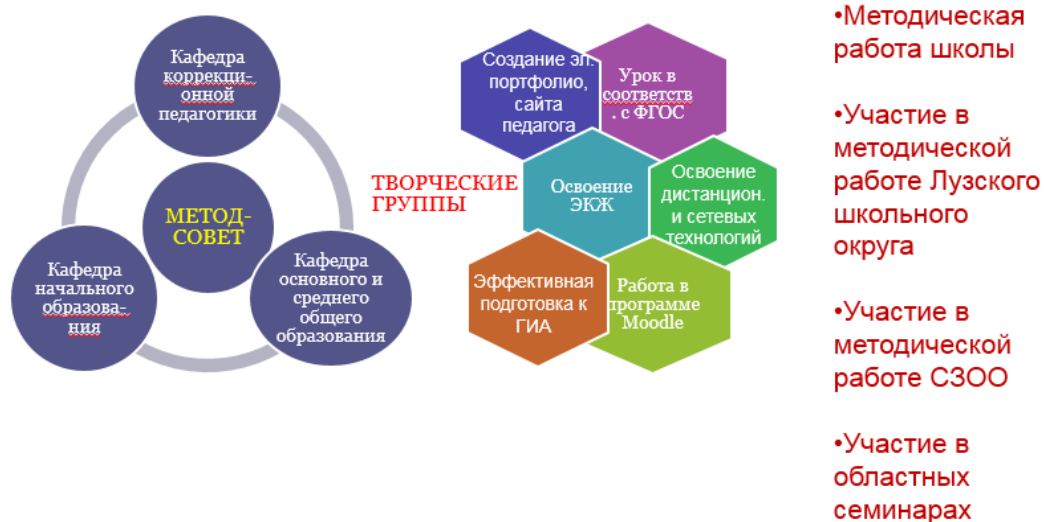 Кафедра
коррекци-
онной
педагогики
МЕТОД-
СОВЕТ
Кафедра
начального
образова-
ния
Кафедра
основного и
среднего
общего
образования
ТВОРЧЕСКИЕ
ГРУППЫ
Создание эл.
портфолио,
сайта
педагога
Урок в
соответств
. с ФГОС
Освоение
ЭКЖ
Освоение
дистанцион.
и сетевых
технологий
Эффективная
подготовка к
ГИА
Работа в
программе
Moodle
•Методическая
работа школы
•Участие в
методической
работе Лузского
школьного
округа
•Участие в
методической
работе СЗОО
•Участие в
областных
семинарах